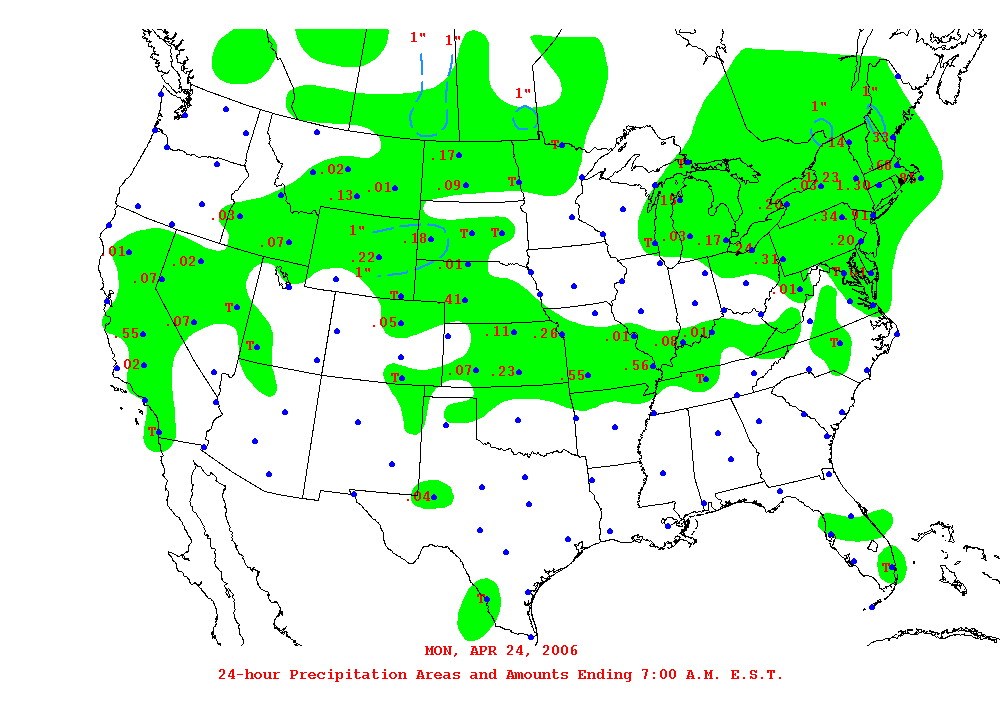 1" 1"
1"
1" 1"
T .14 .33
.17 T .68
.02 .09 T 1.23 .03 1.30
.13 .01 .19 .20
.03 .34 .91
1" .18 T T T .03 .17 .24 .20
.07
01 .22 .01 .31
.02 1" T .01
.07 T 41 .01
T
.07 .05 .11 .26
.55 .01 .08 .01
T T
02 .07 .23 .55 .56
T T
T
.04
T
T
MON, APR 24, 2006
24-hour Precipitation Areas and Amounts Ending 7:00 A.M. E.S.T.